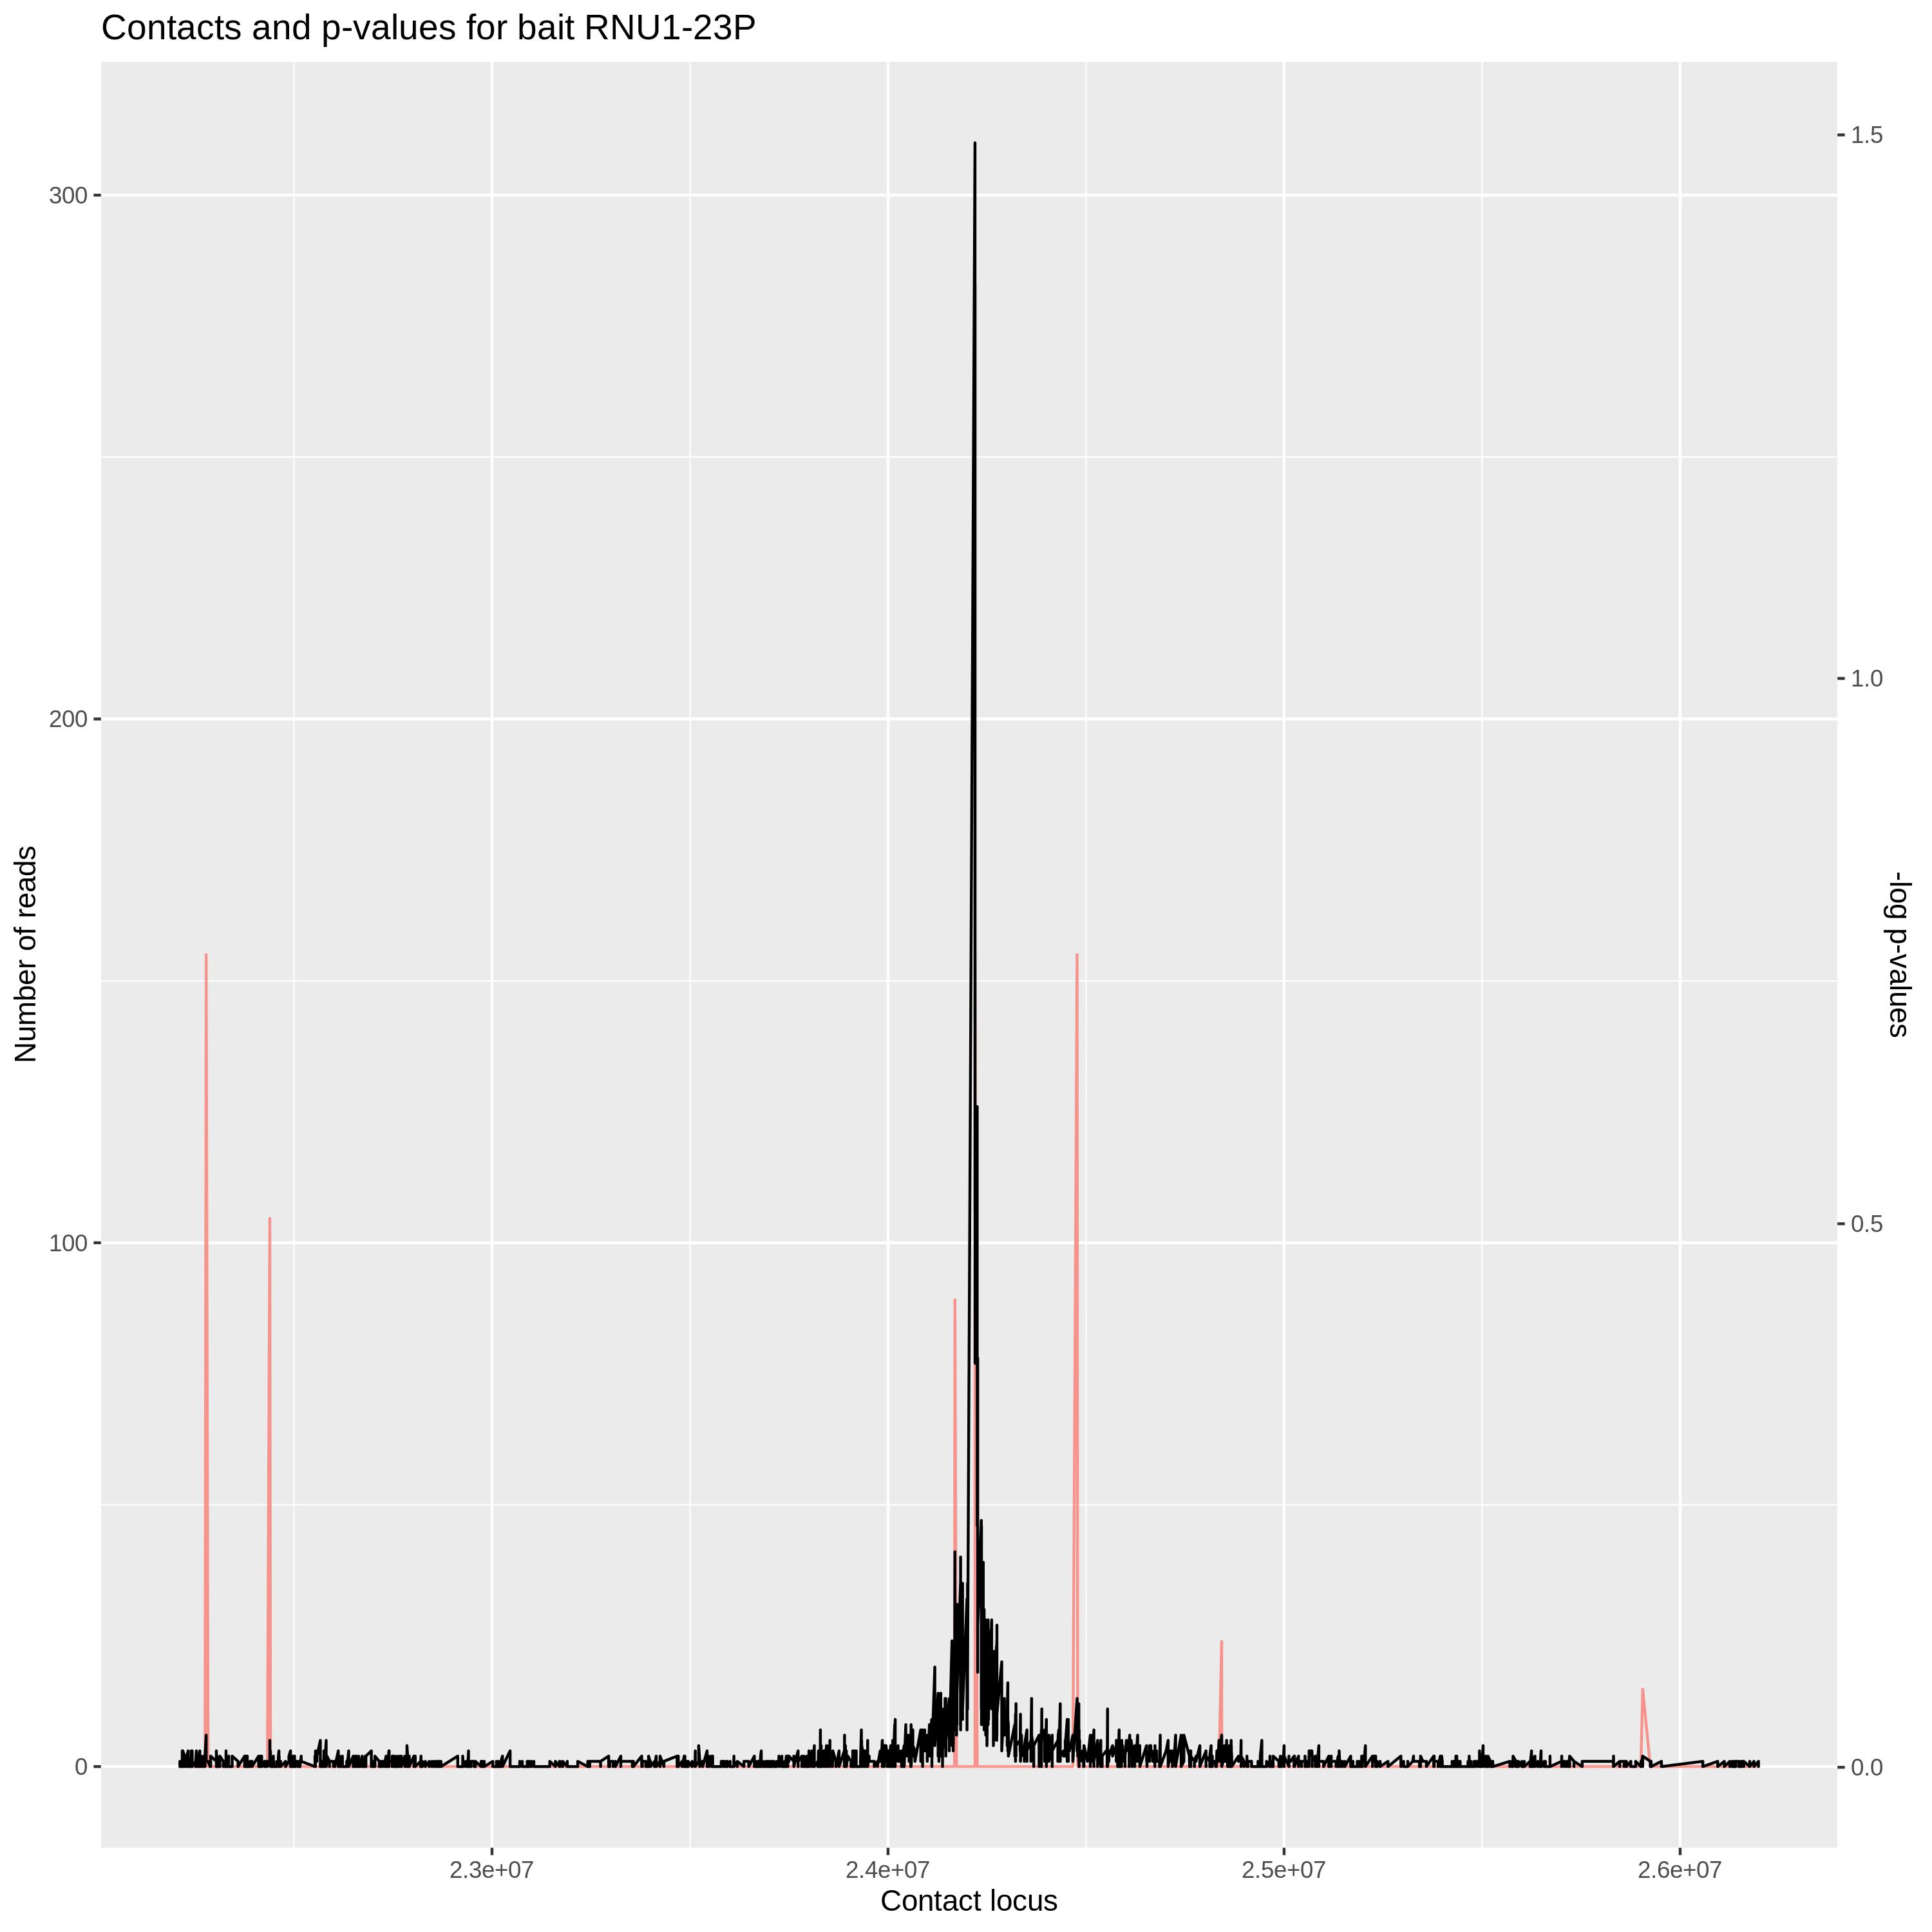 Contacts and p-values for bait RNU1-23P
300
200
100
0
1.5
1.0
0.5
0.0
Number of reads
-log p-values
2.3e+07
2.4e+07
2.5e+07
2.6e+07
Contact locus